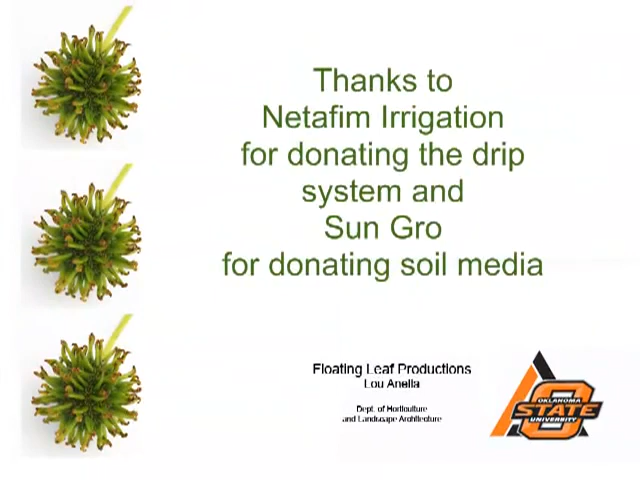 Thanks to
Netafim Irrigation
for donating the drip
system and
Sun Gro
for donating soil media
Floating Leaf Productions
Lou Anella
Dept. of Horticulture
and Landscape Architecture
OKLAHOMA
STATE
UNIVERSITY